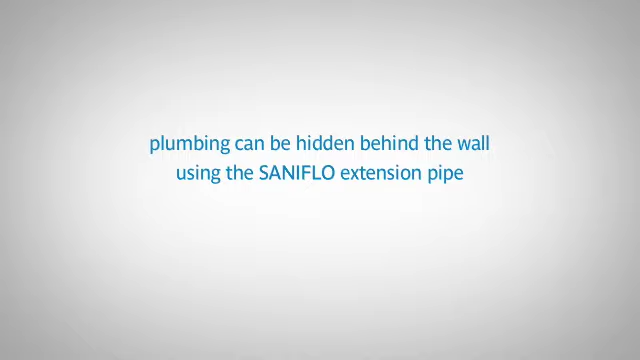 plumbing can be hidden behind the wall
using the SANIFLO extension pipe